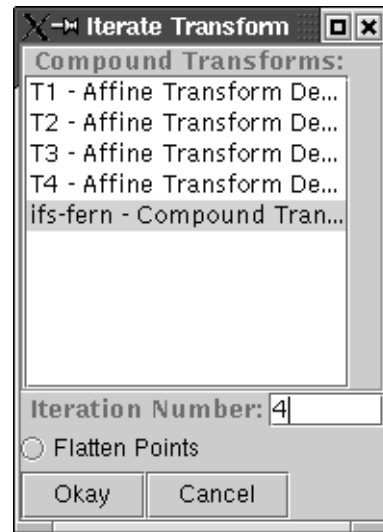 Iterate Transform
Compound Transforms:
T1 - Affine Transform De...
T2 - Affine Transform De...
T3 - Affine Transform De...
T4 - Affine Transform De...
ifs-fern - Compound Tran...
Iteration Number: 4
Flatten Points
Okay Cancel